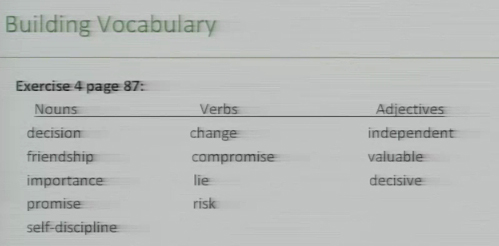 Building Vocabulary
Exercise 4 page 87:
Nouns Verbs Adjectives
decision change independent
friendship compromise valuable
importance lie decisive
promise risk
self-discipline